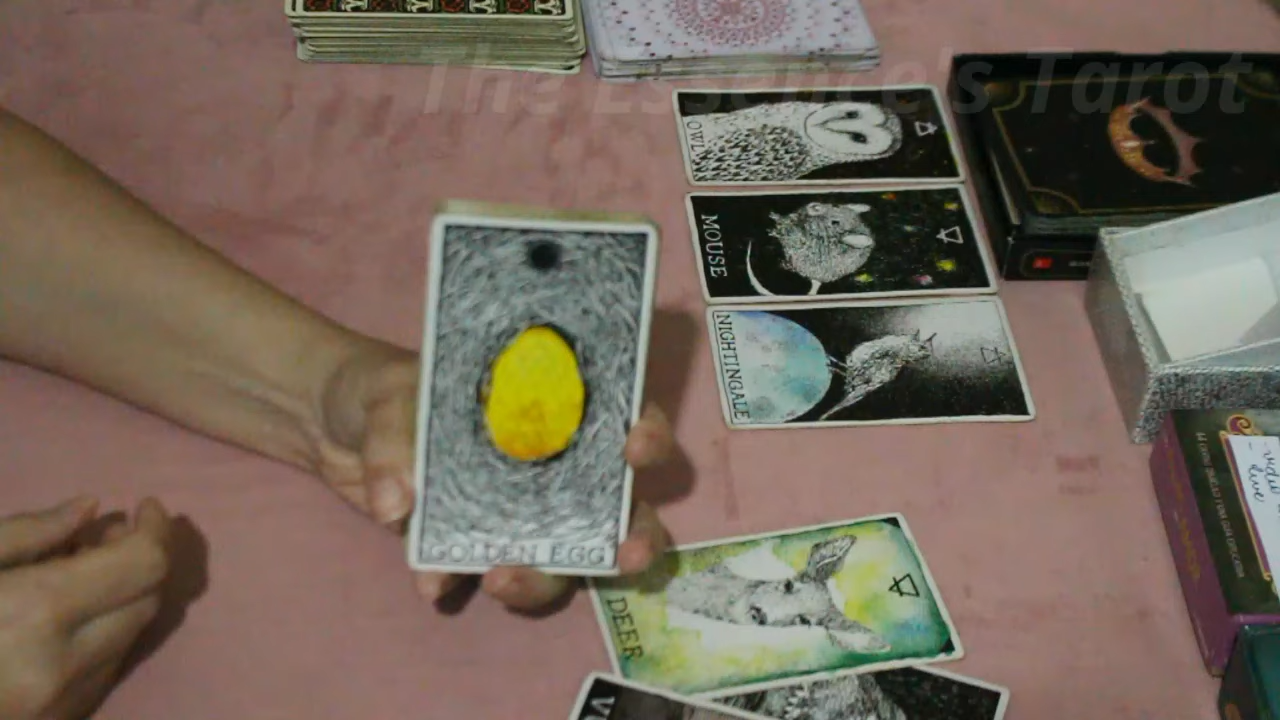 The Essence's Tarot
OWL
MOUSE
NIGHTINGALE
GOLDEN EGG
DEER